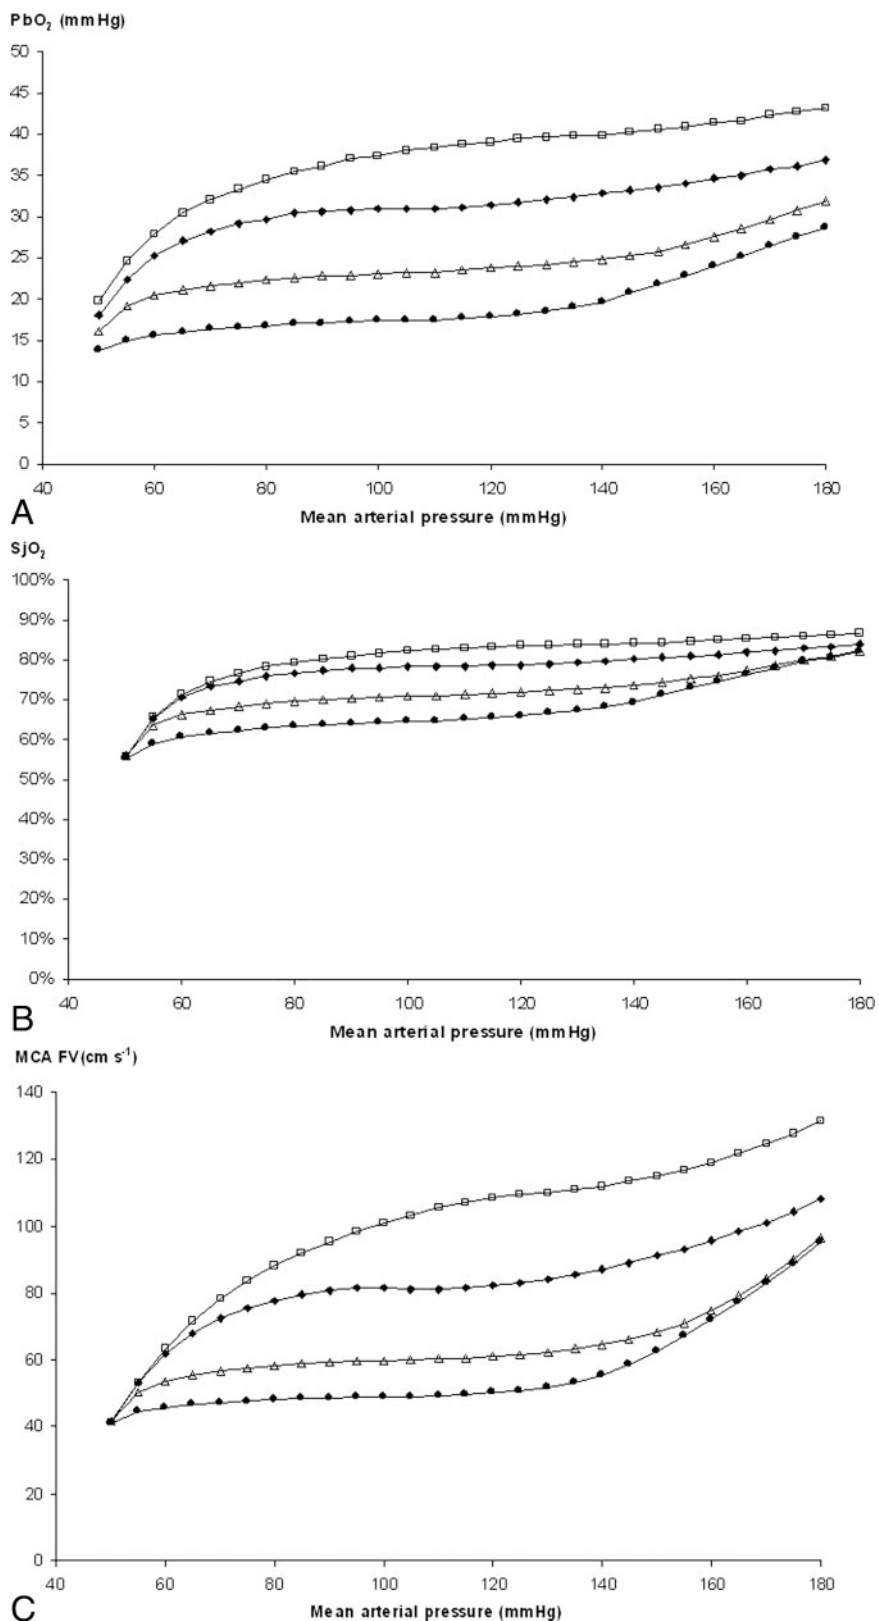 PbO₂ (mmHg)
50
45
40
35
30
25
20
15
10
5
0
40 60 80 100 120 140 160 180
A
Mean arterial pressure (mmHg)
SjO₂
100%
90%
80%
70%
60%
50%
40%
30%
20%
10%
0%
40 60 80 100 120 140 160 180
B
Mean arterial pressure (mmHg)
MCA FV(cm s⁻¹)
140
120
100
80
60
40
20
0
40 60 80 100 120 140 160 180
C
Mean arterial pressure (mmHg)